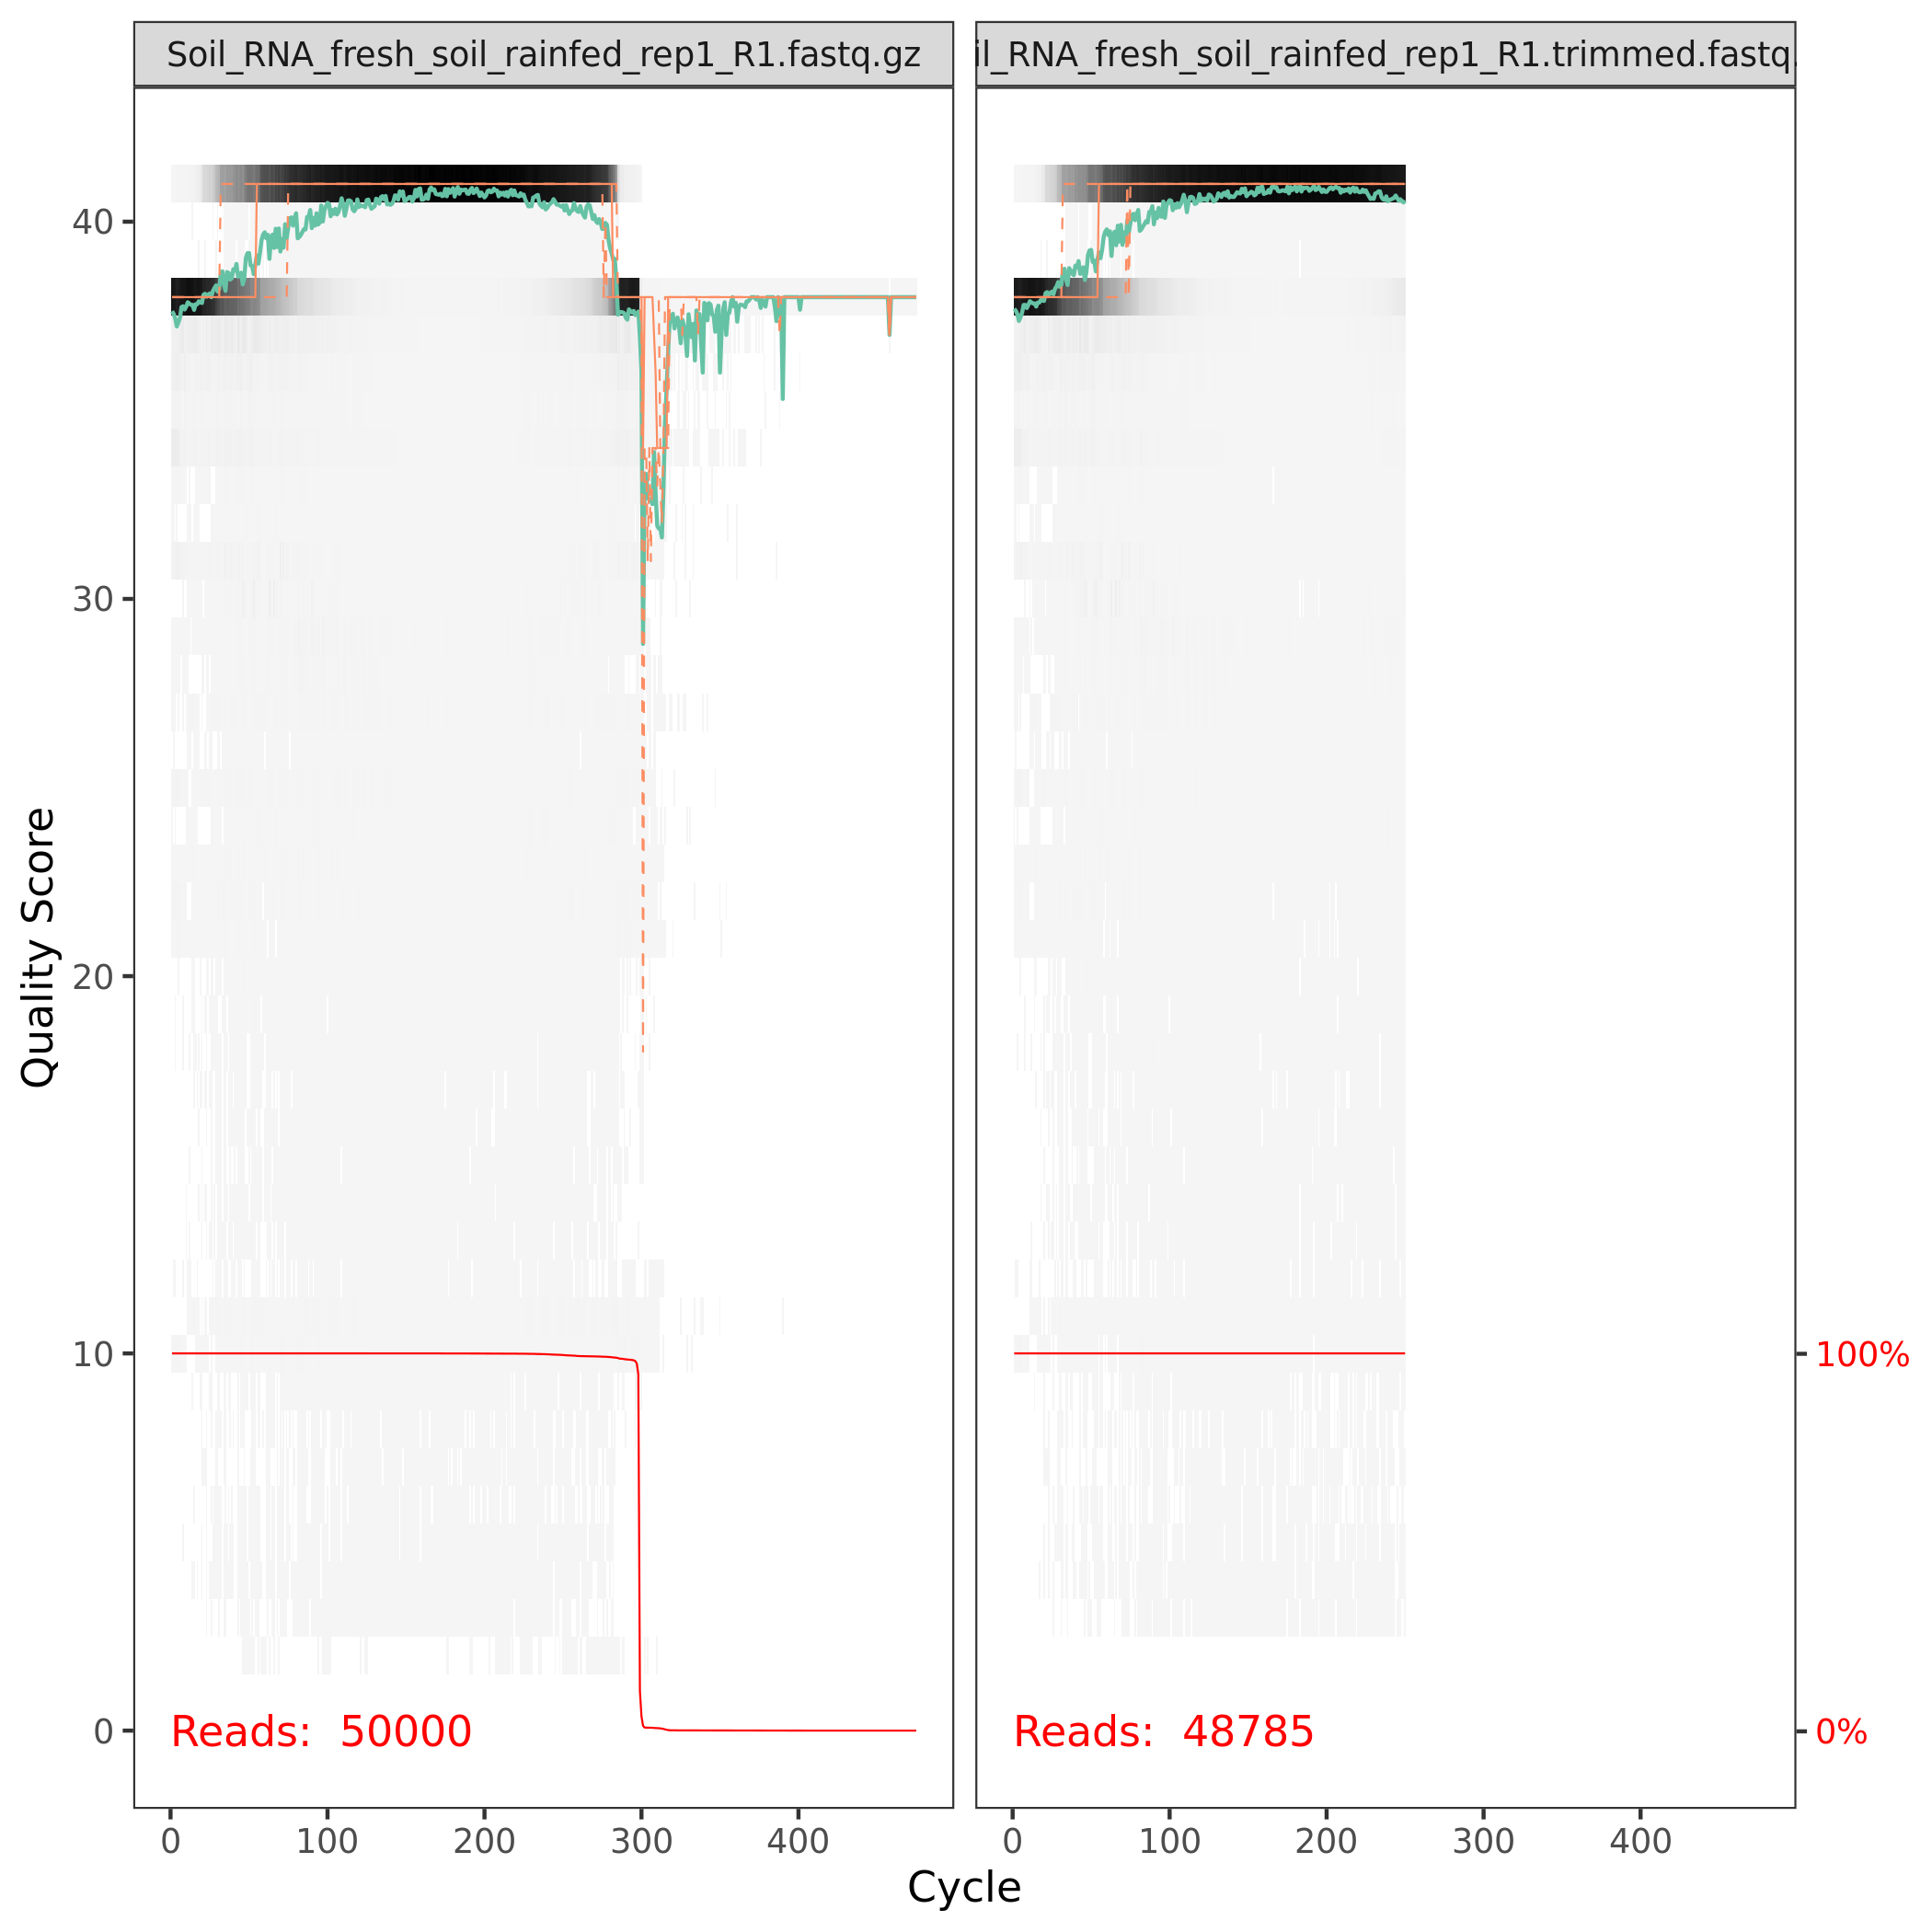 Soil_RNA_fresh_soil_rainfed_rep1_R1.fastq.gz
il_RNA_fresh_soil_rainfed_rep1_R1.trimmed.fastq.
Quality Score
40
30
20
10
0
100%
0%
Reads: 50000
Reads: 48785
0 100 200 300 400
0 100 200 300 400
Cycle